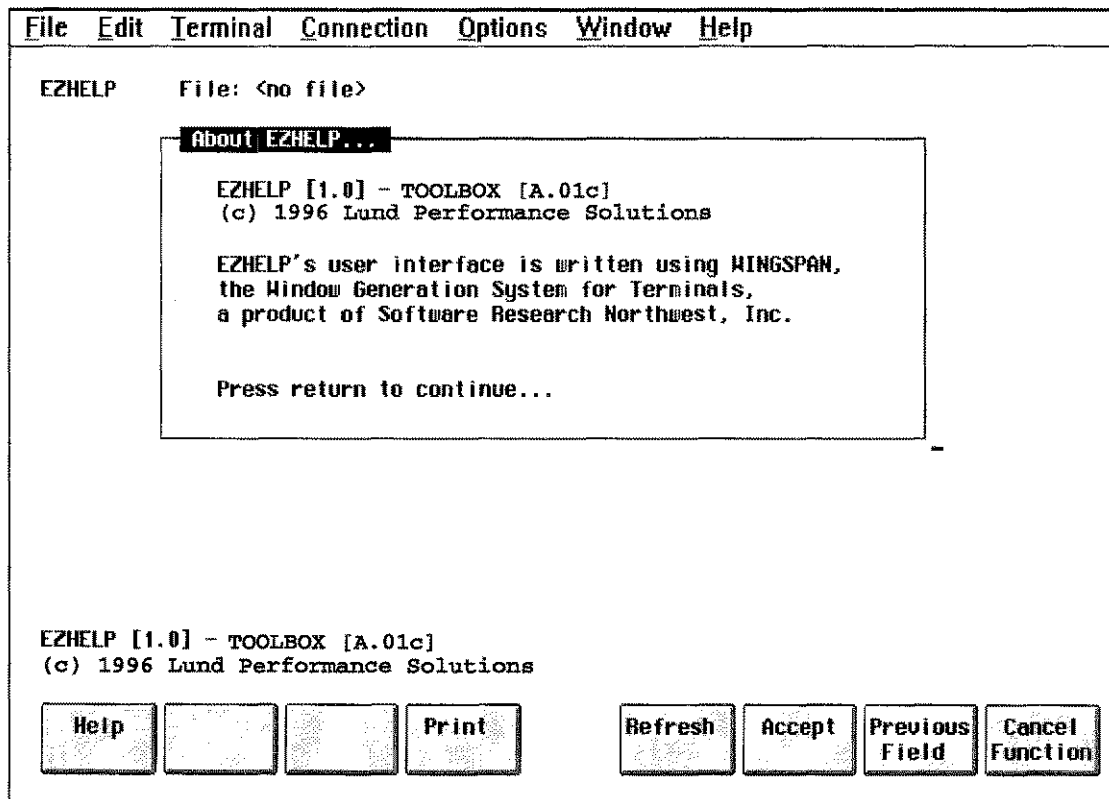 File Edit Terminal Connection Options Window Help
EZHELP File: <no file>
About EZHELP...
EZHELP [1.0] - TOOLBOX [A.01c]
(c) 1996 Lund Performance Solutions
EZHELP's user interface is written using WINGSPAN,
the Window Generation System for Terminals,
a product of Software Research Northwest, Inc.
Press return to continue...
EZHELP [1.0] - TOOLBOX [A.01c]
(c) 1996 Lund Performance Solutions
Help Print Refresh Accept Previous Cancel
Field Function